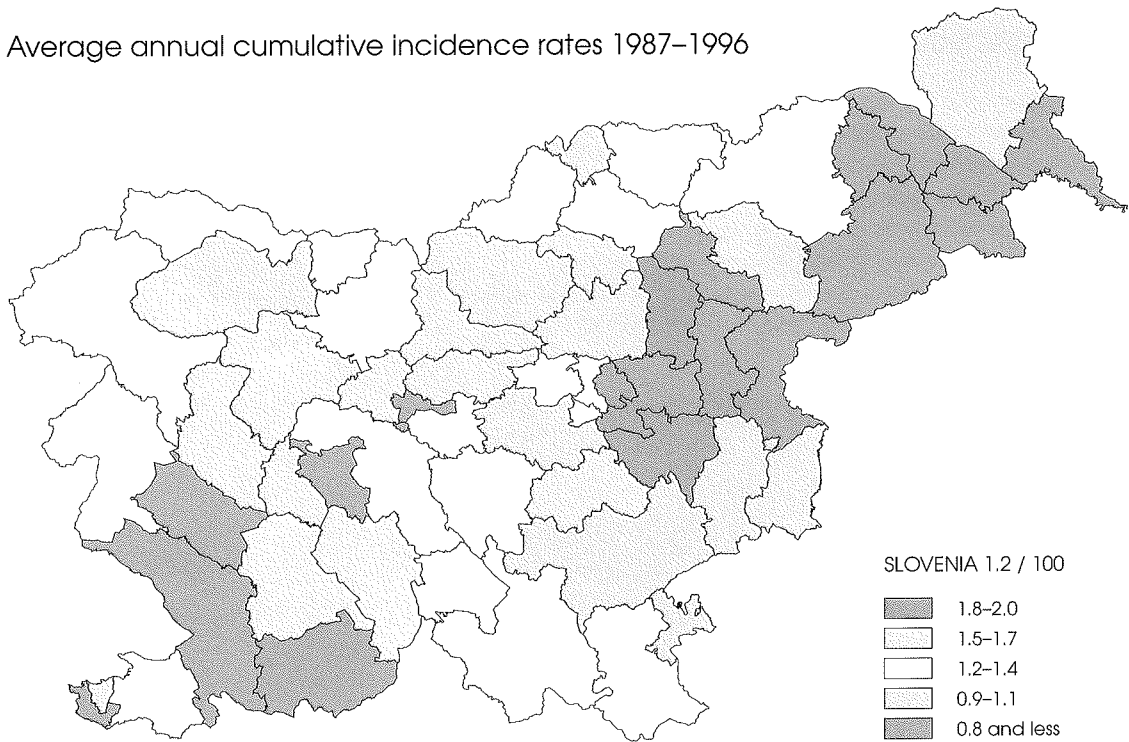 Average annual cumulative incidence rates 1987–1996
SLOVENIA 1.2 / 100
1.8–2.0
1.5–1.7
1.2–1.4
0.9–1.1
0.8 and less